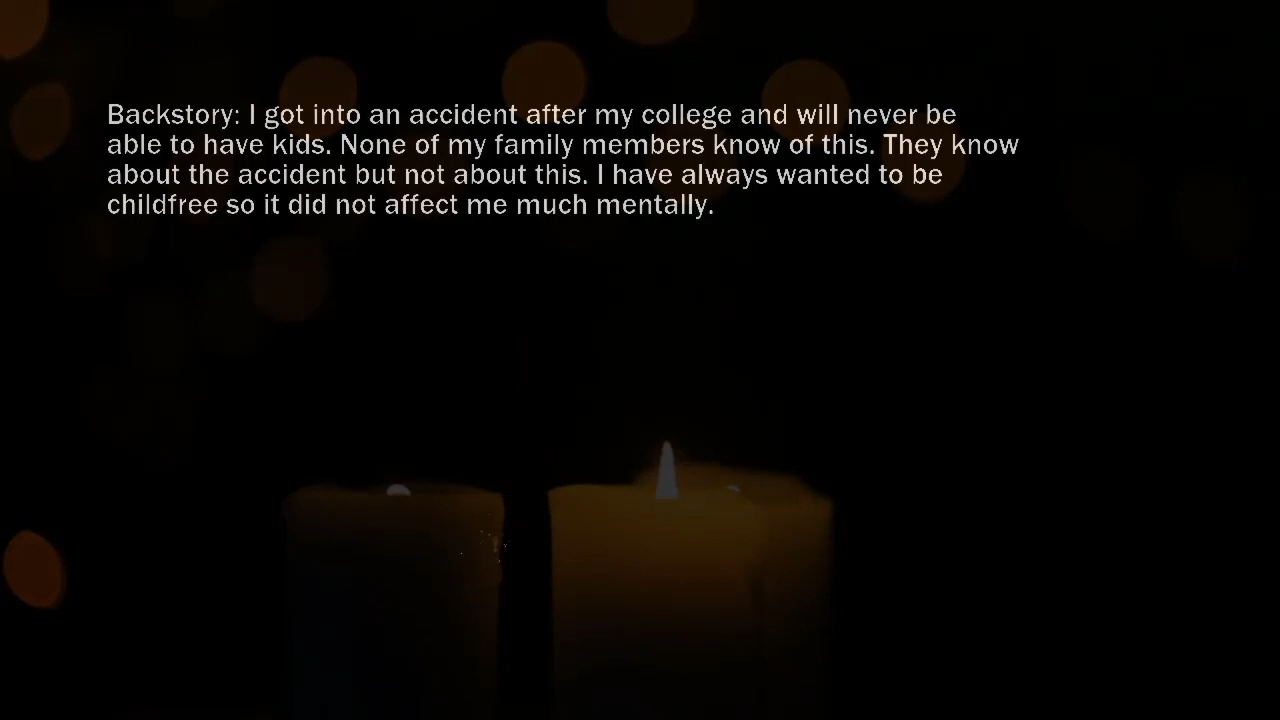 Backstory: I got into an accident after my college and will never be
able to have kids. None of my family members know of this. They know
about the accident but not about this. I have always wanted to be
childfree so it did not affect me much mentally.